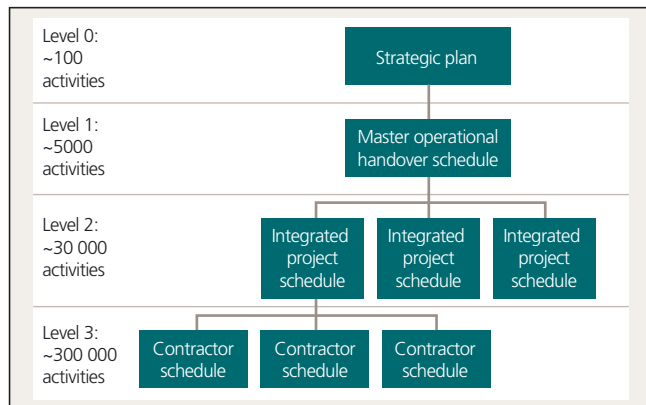 Level 0:
~100
activities
Strategic plan
Level 1:
~5000
activities
Master operational
handover schedule
Level 2:
~30 000
activities
Integrated
project
schedule
Integrated
project
schedule
Integrated
project
schedule
Level 3:
~300 000
activities
Contractor
schedule
Contractor
schedule
Contractor
schedule